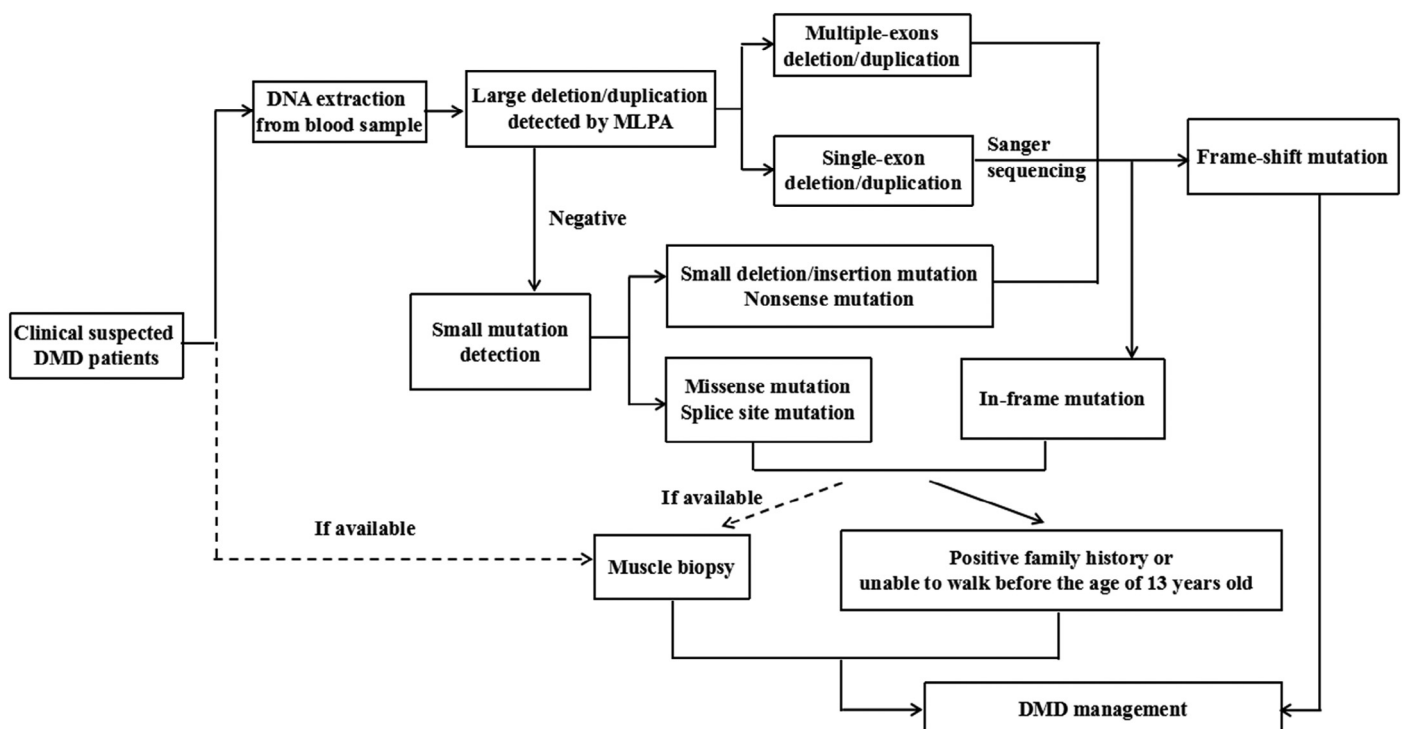 Multiple-exons
deletion/duplication
DNA extraction
from blood sample
Large deletion/duplication
detected by MLPA
Single-exon
deletion/duplication
Sanger
sequencing
Frame-shift mutation
Negative
Small deletion/insertion mutation
Nonsense mutation
Clinical suspected
DMD patients
Small mutation
detection
Missense mutation
Splice site mutation
In-frame mutation
If available
If available
Muscle biopsy
Positive family history or
unable to walk before the age of 13 years old
DMD management